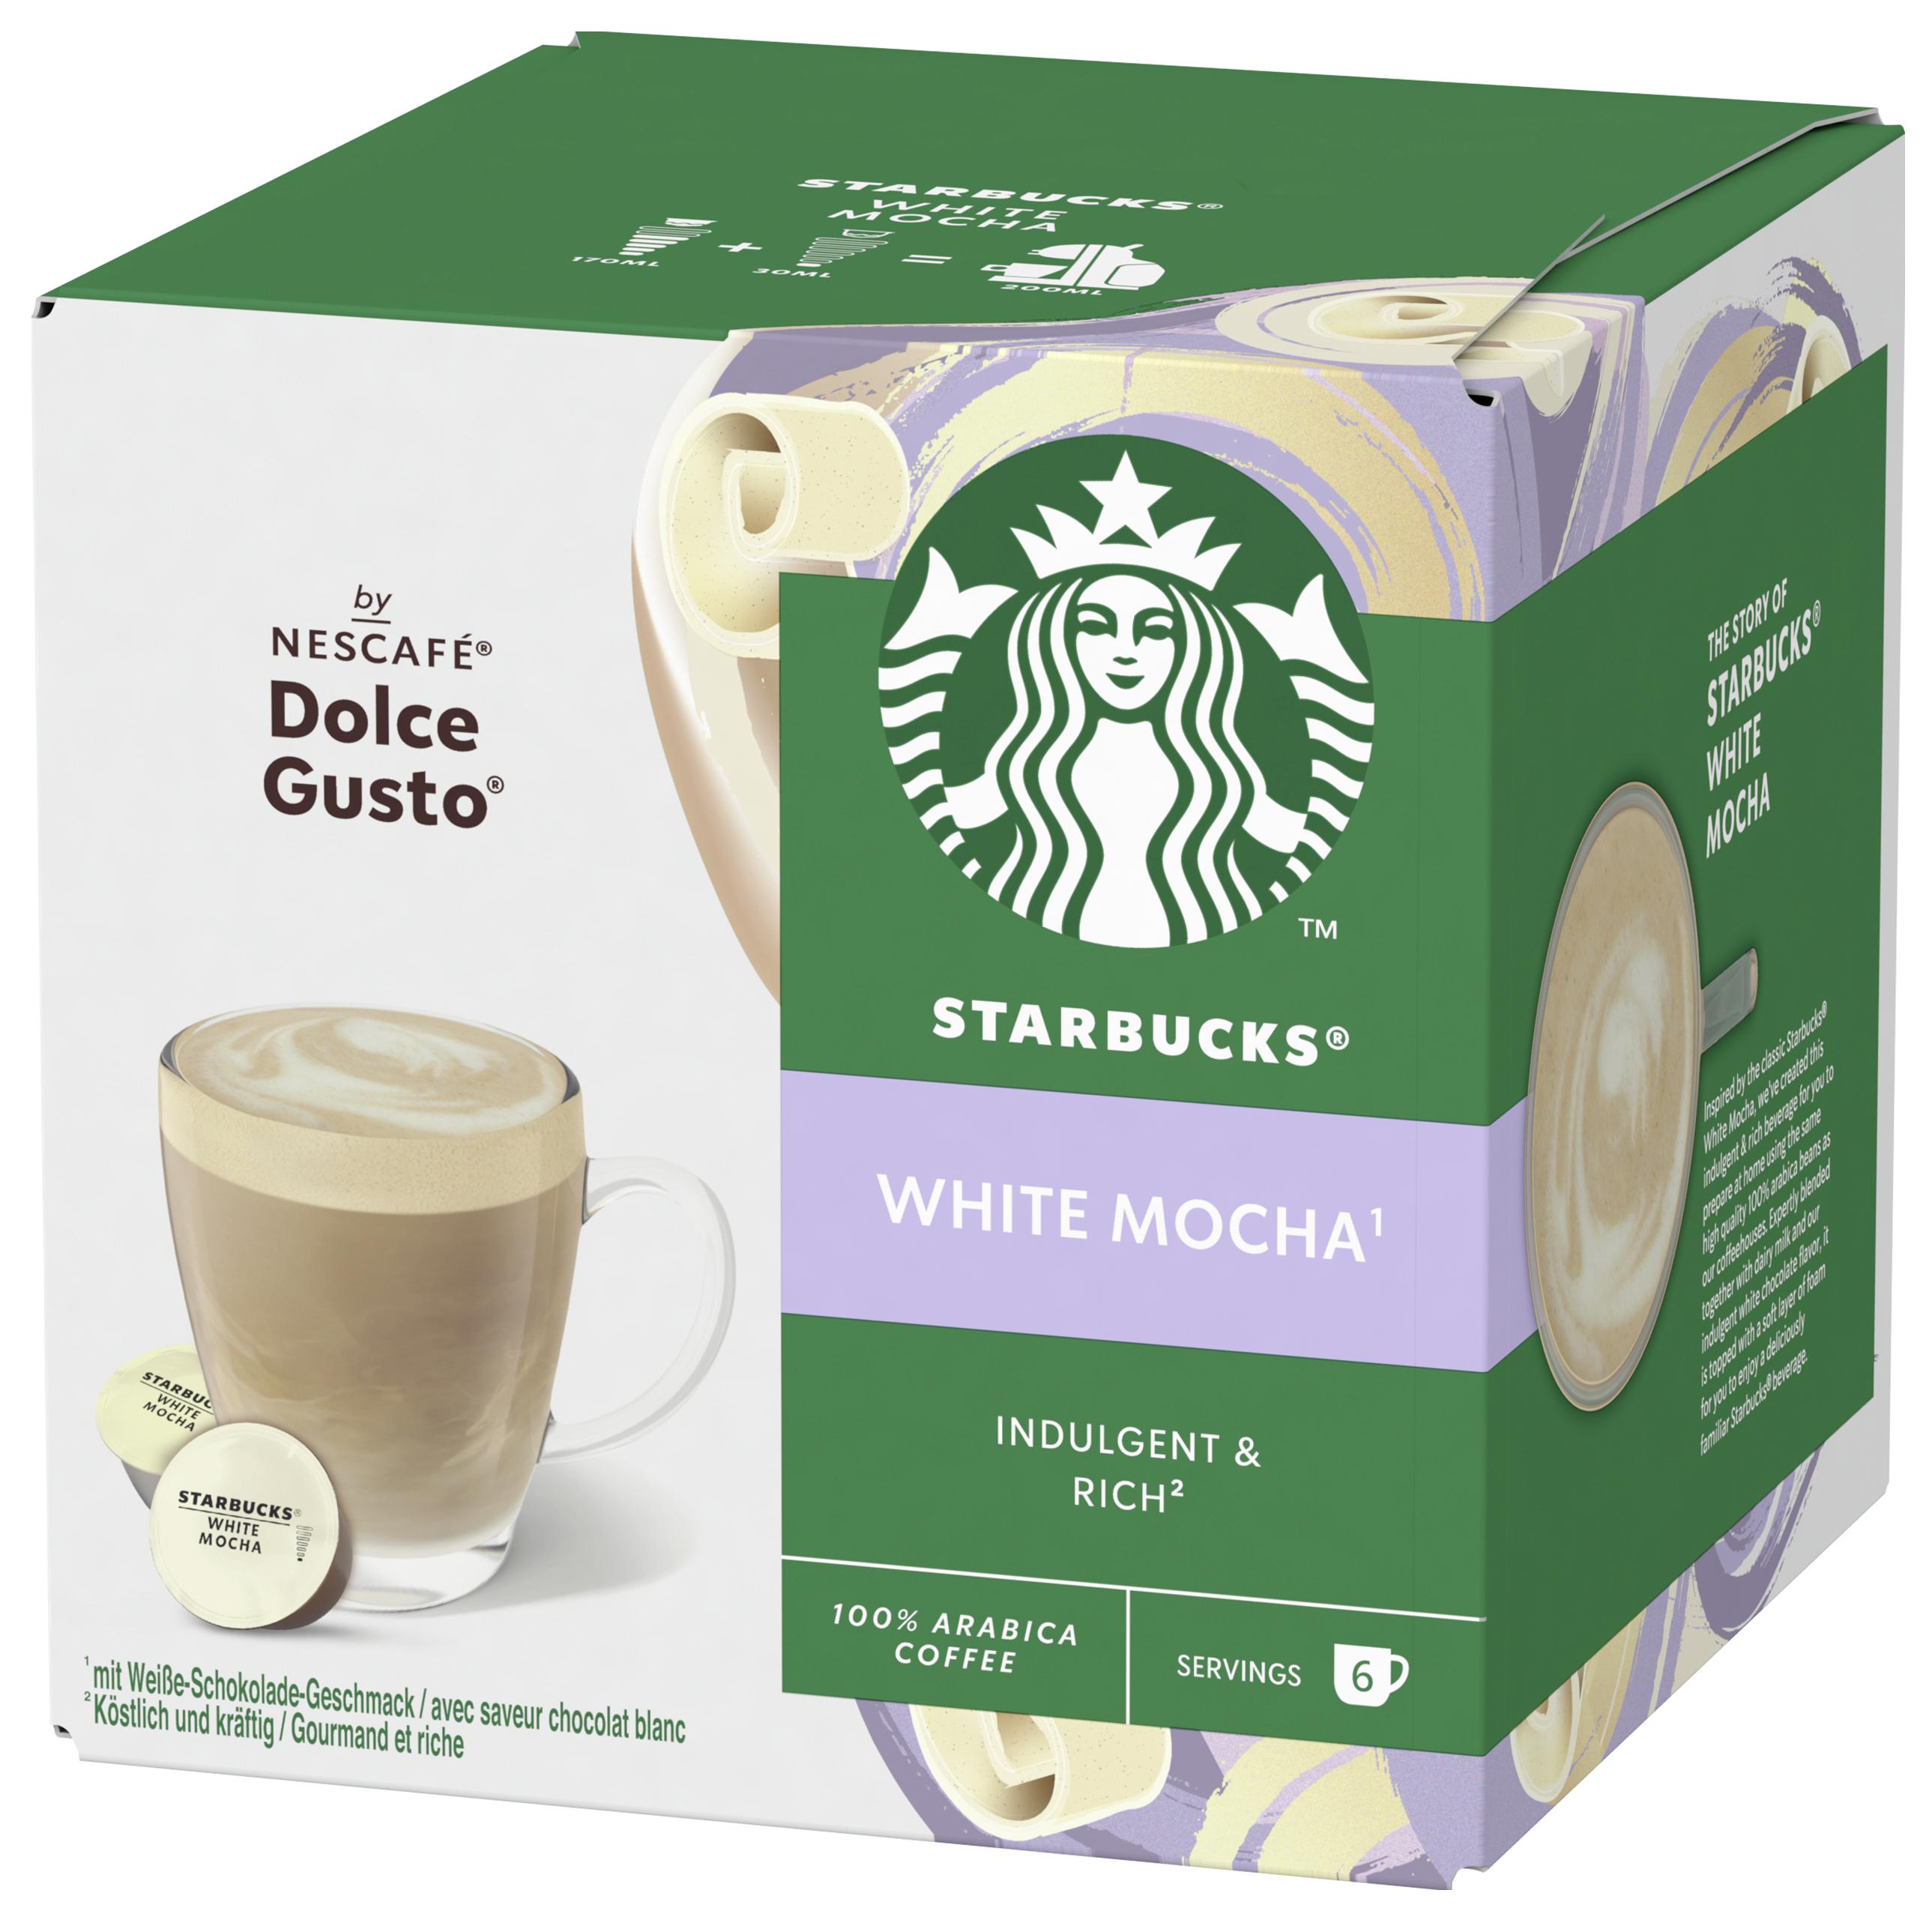 STARBUCKS®
WHITE
MOCHA
170ML + 30ML = 200ML
by
NESCAFÉ®
Dolce
Gusto®
STARBUC
WHITE
MOCHA
STARBUCKS®
WHITE
MOCHA
¹ mit Weiße-Schokolade-Geschmack / avec saveur chocolat blanc
² Köstlich und kräftig / Gourmand et riche
TM
STARBUCKS®
WHITE MOCHA¹
INDULGENT &
RICH²
100% ARABICA
COFFEE
SERVINGS 6
THE STORY OF
STARBUCKS®
WHITE
MOCHA
Inspired by the classic Starbucks®
White Mocha, we've created this
indulgent & rich beverage for you to
prepare at home using the same
high quality 100% arabica beans as
our coffeehouses. Expertly blended
together with dairy milk and our
indulgent white chocolate flavor, it
is topped with a soft layer of foam
for you to enjoy a deliciously
familiar Starbucks® beverage.